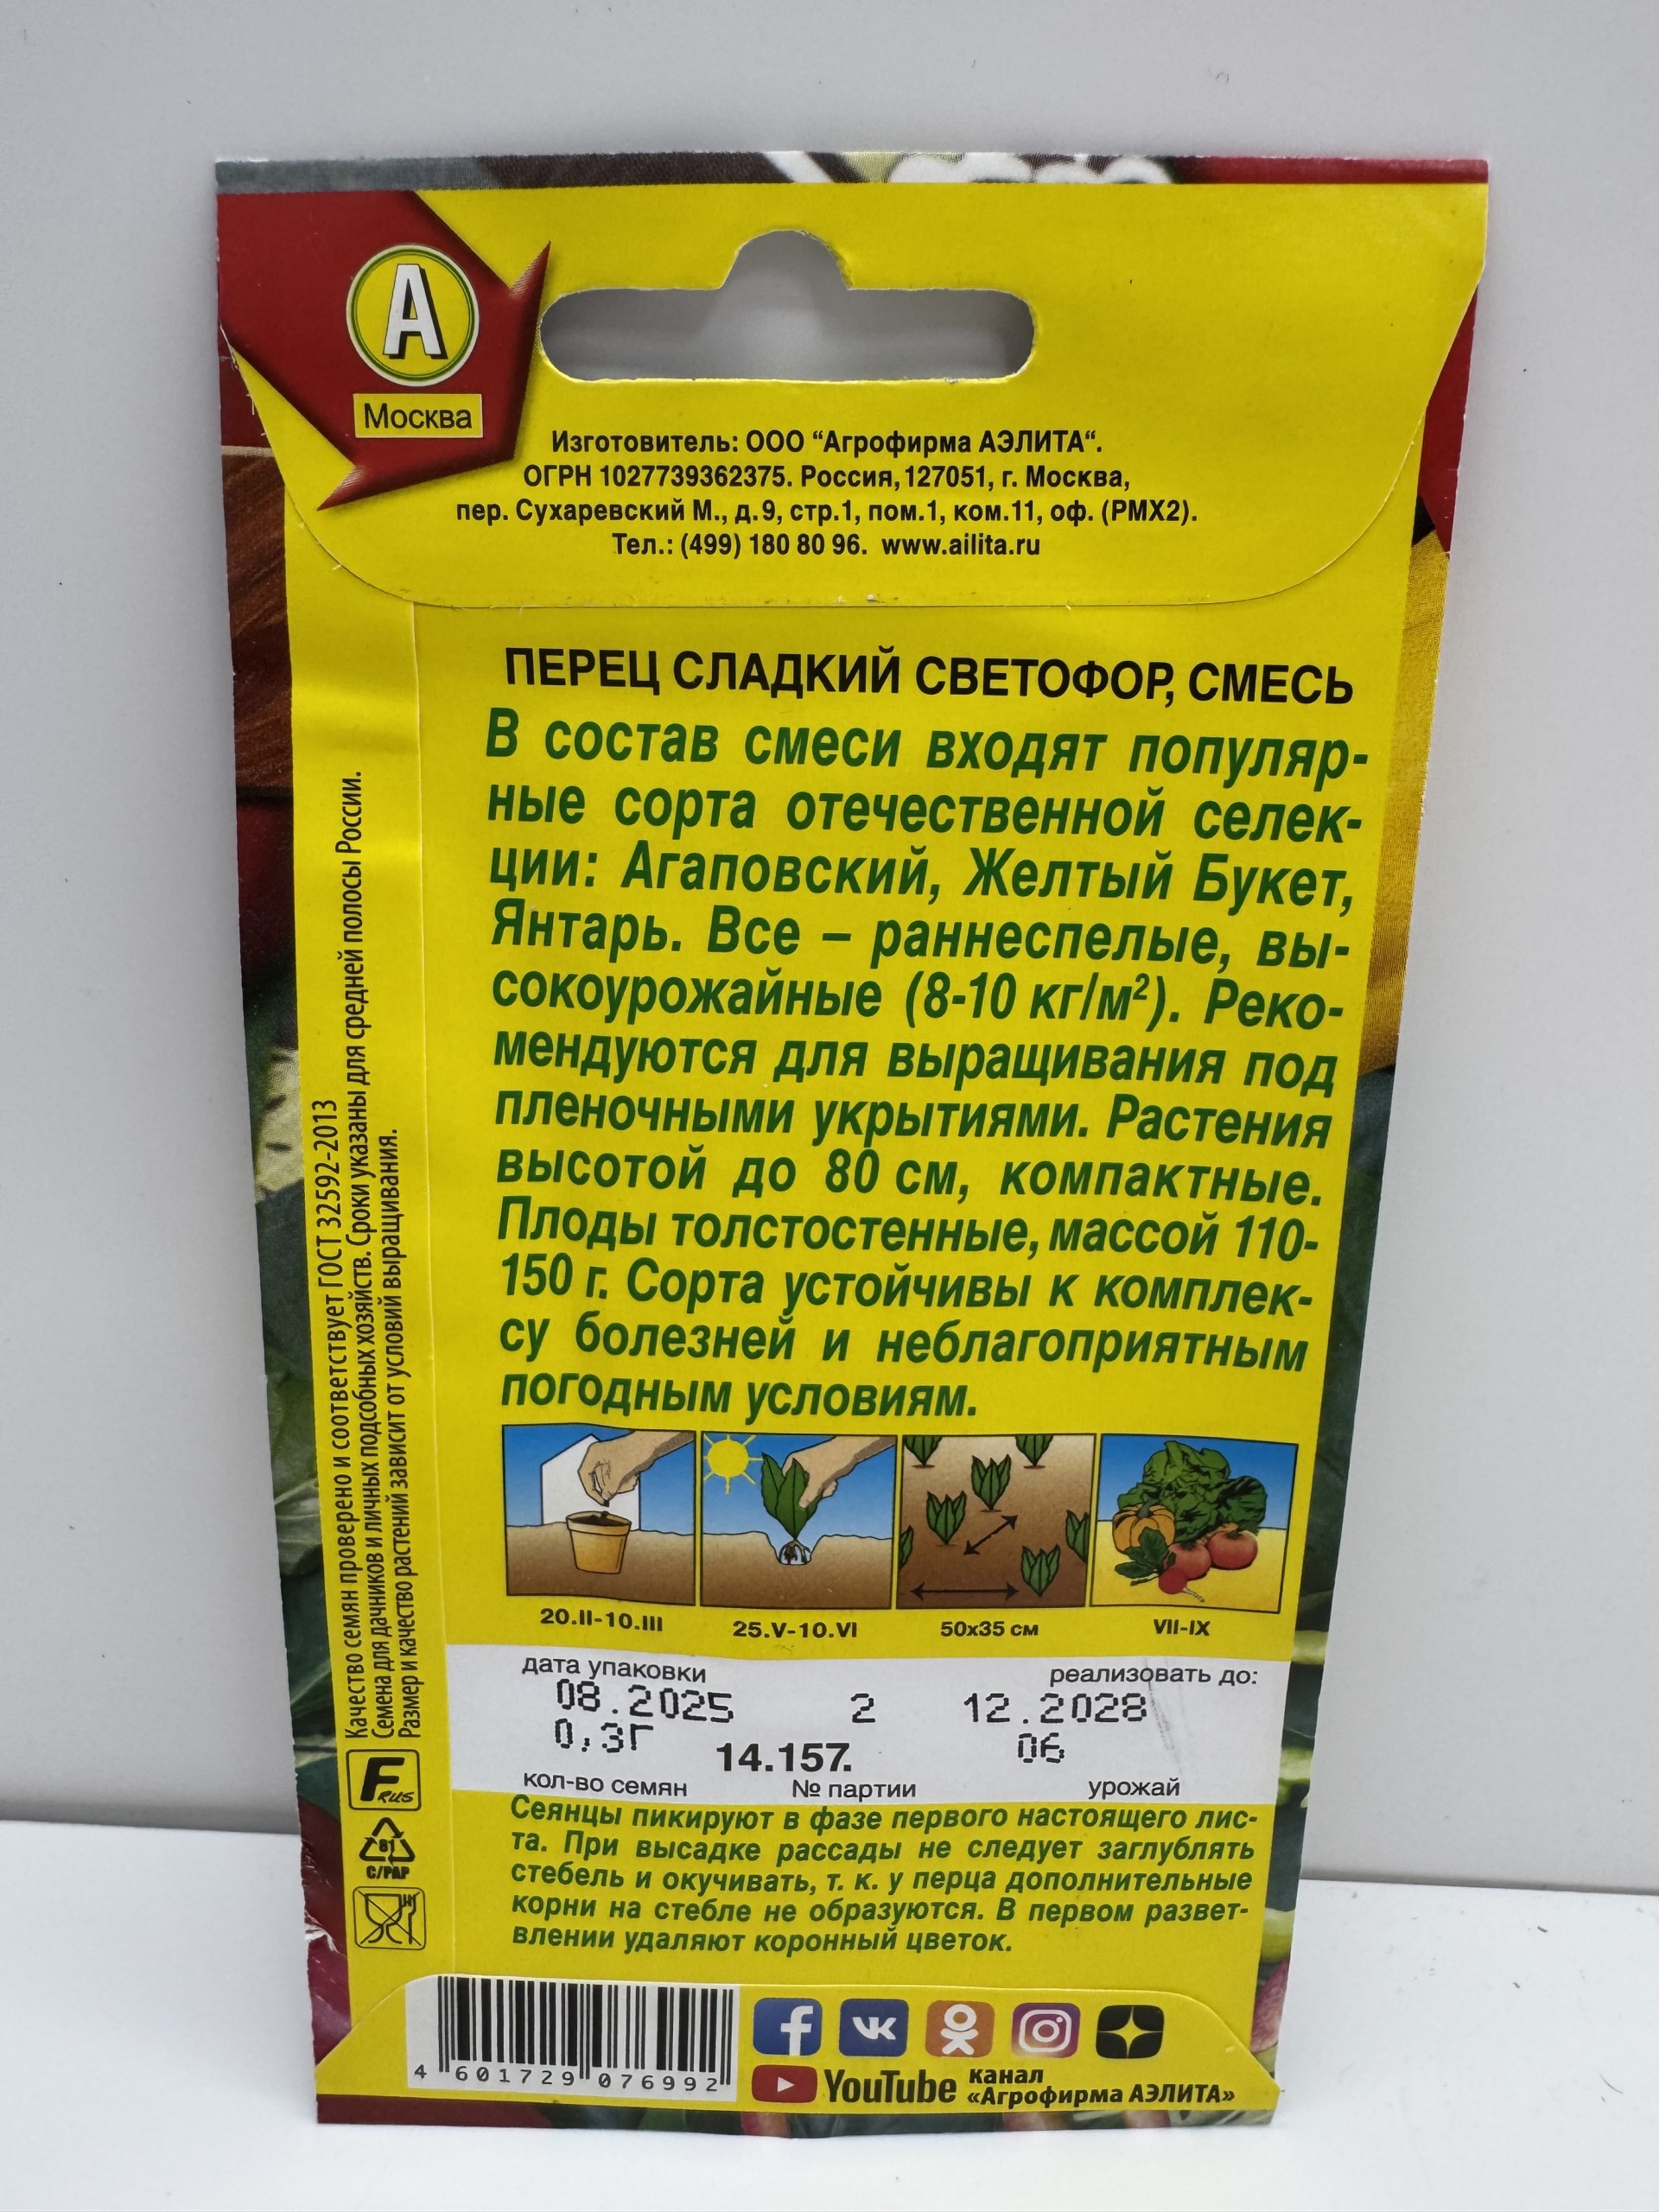 А
Москва
Изготовитель: ООО “Агрофирма АЭЛИТА“.
ОГРН 1027739362375. Россия, 127051, г. Москва,
пер. Сухаревский М., д. 9, стр.1, пом.1, ком.11, оф. (РМХ2).
Тел.: (499) 180 80 96. www.ailita.ru
ПЕРЕЦ СЛАДКИЙ СВЕТОФОР, СМЕСЬ
В состав смеси входят популяр-
ные сорта отечественной селек-
ции: Агаповский, Желтый Букет,
Янтарь. Все – раннеспелые, вы-
сокоурожайные (8-10 кг/м²). Реко-
мендуются для выращивания под
пленочными укрытиями. Растения
высотой до 80 см, компактные.
Плоды толстостенные, массой 110-
150 г. Сорта устойчивы к комплек-
су болезней и неблагоприятным
погодным условиям.
20.II-10.III
25.V-10.VI
50х35 см
VII-IX
дата упаковки
реализовать до:
08.2025 2 12.2028
0,3Г 14.157. 06
кол-во семян № партии урожай
Сеянцы пикируют в фазе первого настоящего лис-
та. При высадке рассады не следует заглублять
стебель и окучивать, т. к. у перца дополнительные
корни на стебле не образуются. В первом развет-
влении удаляют коронный цветок.
Качество семян проверено и соответствует ГОСТ 32592-2013
Семена для дачников и личных подсобных хозяйств. Сроки указаны для средней полосы России.
Размер и качество растений зависит от условий выращивания.
F RUS
81
C/PAP
4 601729 076992
YouTube канал
«Агрофирма АЭЛИТА»